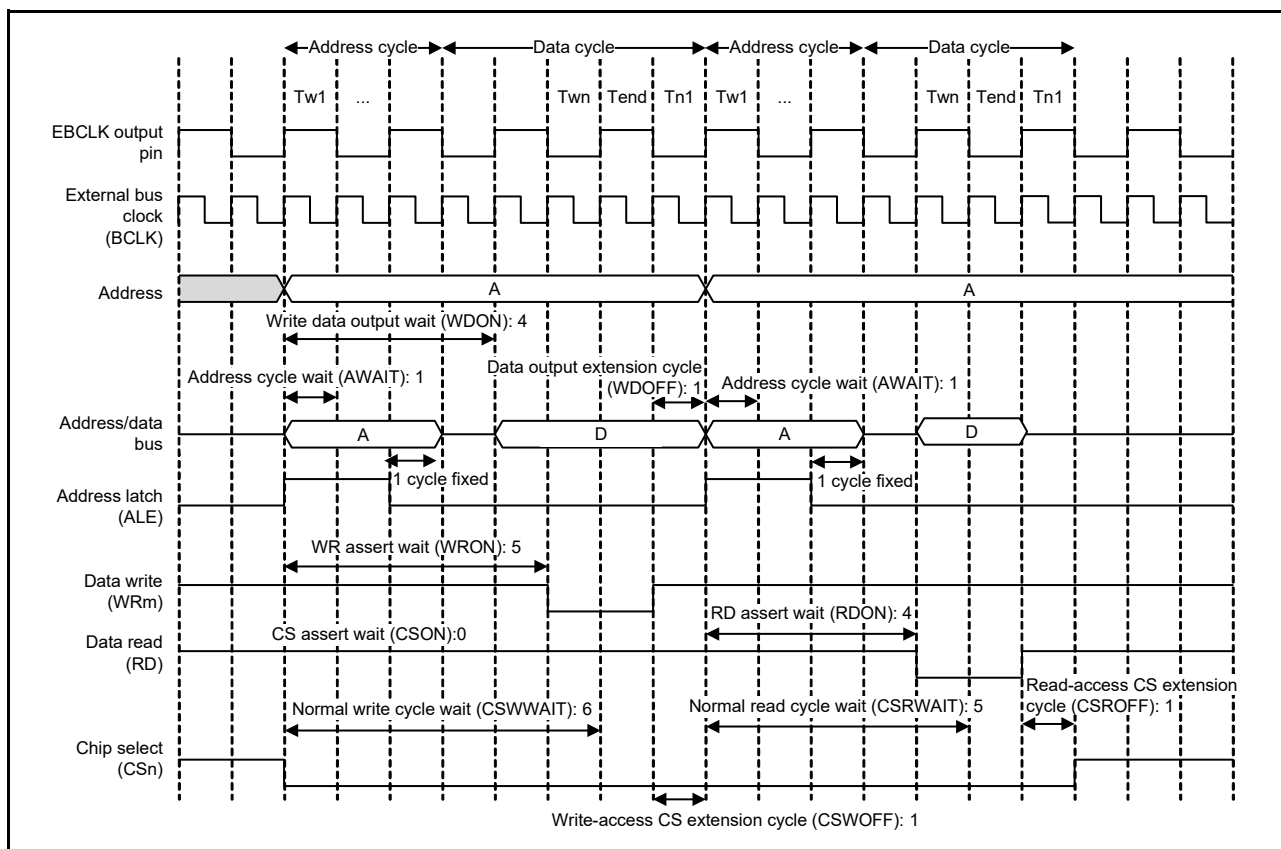 Address cycle Data cycle Address cycle Data cycle
Tw1 ... Twn Tend Tn1 Tw1 ... Twn Tend Tn1
EBCLK output
pin
External bus
clock
(BCLK)
Address
A A
Write data output wait (WDON): 4
Data output extension cycle
(WDOFF): 1
Address cycle wait (AWAIT): 1
Address cycle wait (AWAIT): 1
Address/data
bus
A D A D
1 cycle fixed 1 cycle fixed
Address latch
(ALE)
WR assert wait (WRON): 5
Data write
(WRm)
RD assert wait (RDON): 4
CS assert wait (CSON):0
Data read
(RD)
Read-access CS extension
cycle (CSROFF): 1
Normal write cycle wait (CSWWAIT): 6
Normal read cycle wait (CSRWAIT): 5
Chip select
(CSn)
Write-access CS extension cycle (CSWOFF): 1